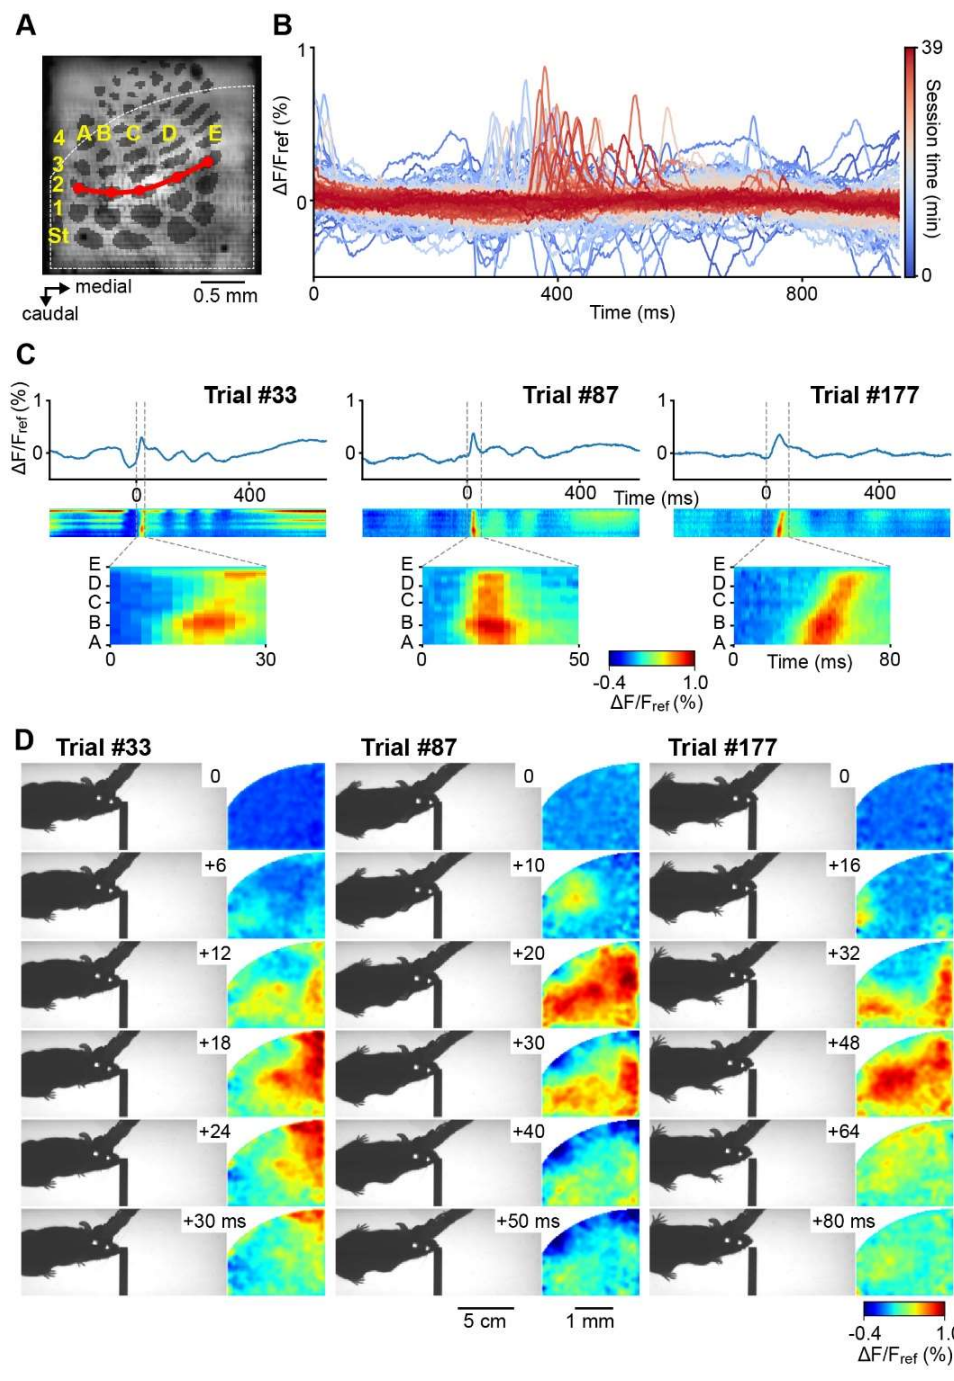 A
4 A B C D E
3
2
1
St
medial
caudal
0.5 mm
B
ΔF/Fref (%)
1
0
0 400 800
Time (ms)
39
Session time (min)
0
C
ΔF/Fref (%)
Trial #33 Trial #87 Trial #177
1 1 1
0 0 0
0 400 0 400 Time (ms) 0 400
E E E
D D D
C C C
B B B
A A A
0 30 0 50 0 Time (ms) 80
-0.4 1.0
ΔF/Fref (%)
D
Trial #33 Trial #87 Trial #177
0 0 0
+6 +10 +16
+12 +20 +32
+18 +30 +48
+24 +40 +64
+30 ms +50 ms +80 ms
5 cm 1 mm
-0.4 1.0
ΔF/Fref (%)